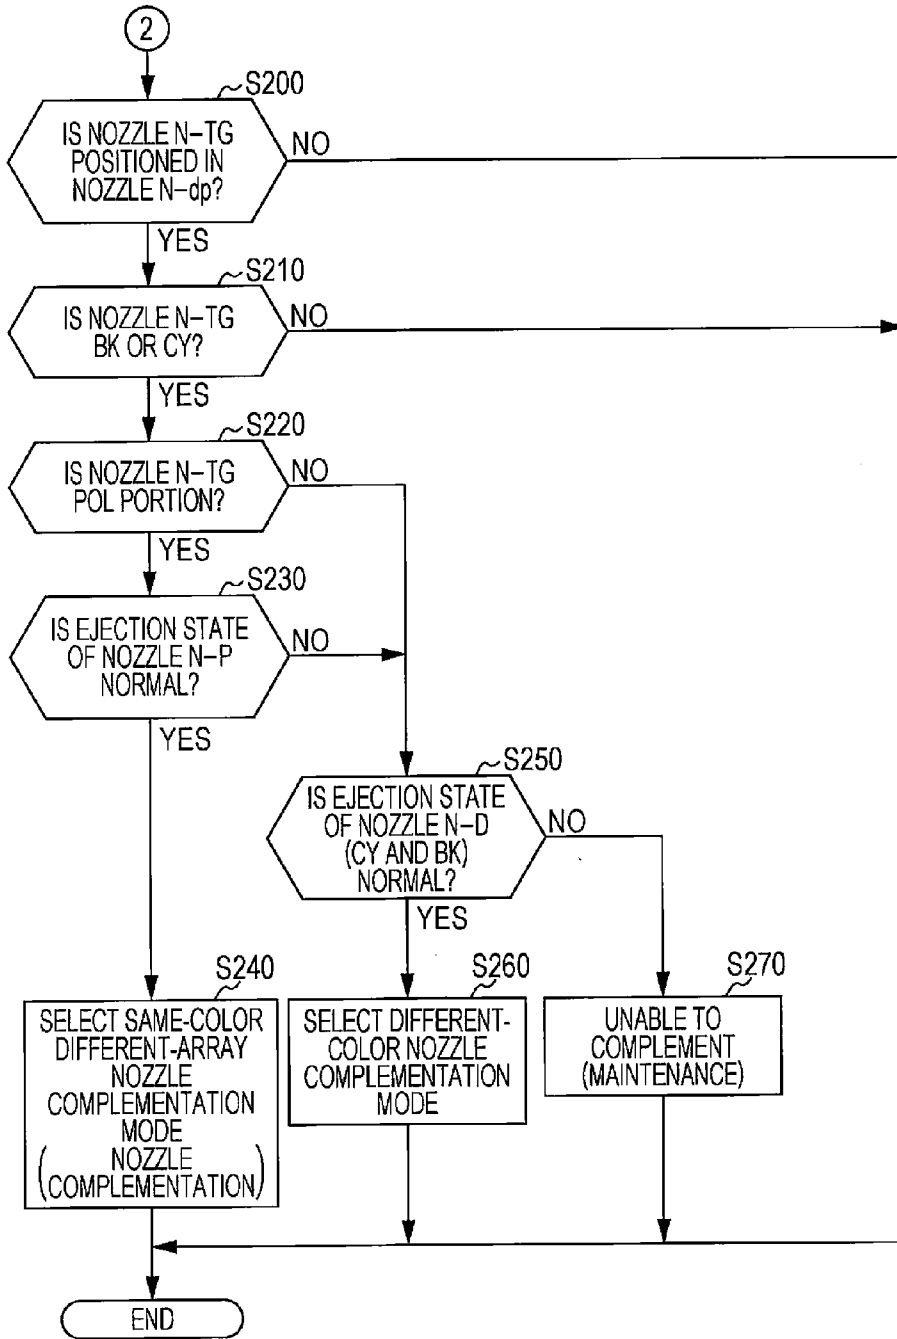 2
S200
IS NOZZLE N-TG
POSITIONED IN
NOZZLE N-dp?
NO
YES
S210
IS NOZZLE N-TG
BK OR CY?
NO
YES
S220
IS NOZZLE N-TG
POL PORTION?
NO
YES
S230
IS EJECTION STATE
OF NOZZLE N-P
NORMAL?
NO
YES
S250
IS EJECTION STATE
OF NOZZLE N-D
(CY AND BK)
NORMAL?
NO
YES
S240
SELECT SAME-COLOR
DIFFERENT-ARRAY
NOZZLE
COMPLEMENTATION
MODE
(NOZZLE
COMPLEMENTATION)
S260
SELECT DIFFERENT-
COLOR NOZZLE
COMPLEMENTATION
MODE
S270
UNABLE TO
COMPLEMENT
(MAINTENANCE)
END